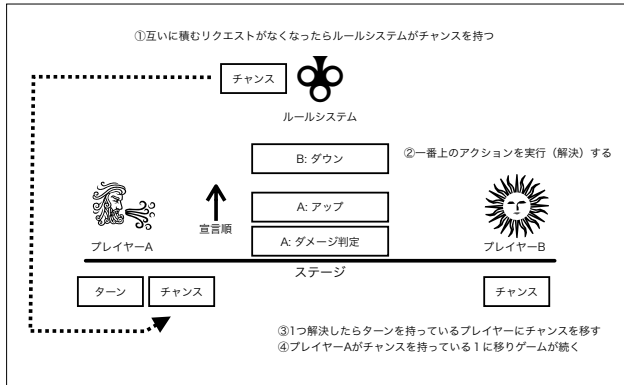 ①互いに積むリクエストがなくなったらルールシステムがチャンスを持つ
チャンス
ルールシステム
B: ダウン
②一番上のアクションを実行（解決）する
A: アップ
宣言順
A: ダメージ判定
プレイヤーA
プレイヤーB
ステージ
ターン
チャンス
チャンス
③1つ解決したらターンを持っているプレイヤーにチャンスを移す
④プレイヤーAがチャンスを持っている１に移りゲームが続く